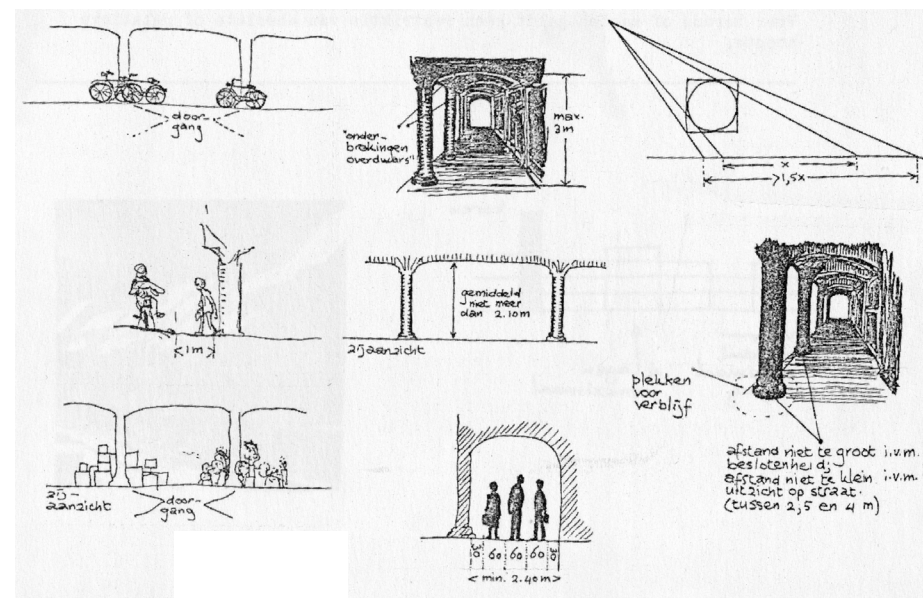 door-
gang
"onder-
brekingen
overdwars"
max.
3m
x
>1,5x
<1m>
gemiddeld
niet meer
dan 2.10m
zijaanzicht
plekken
voor
verblijf
afstand niet te groot i.v.m.
beslotenheid;
afstand niet te klein i.v.m.
uitzicht op straat.
(tussen 2,5 en 4 m)
zij-
aanzicht
door-
gang
30 60 60 60 30
< min. 2.40m >